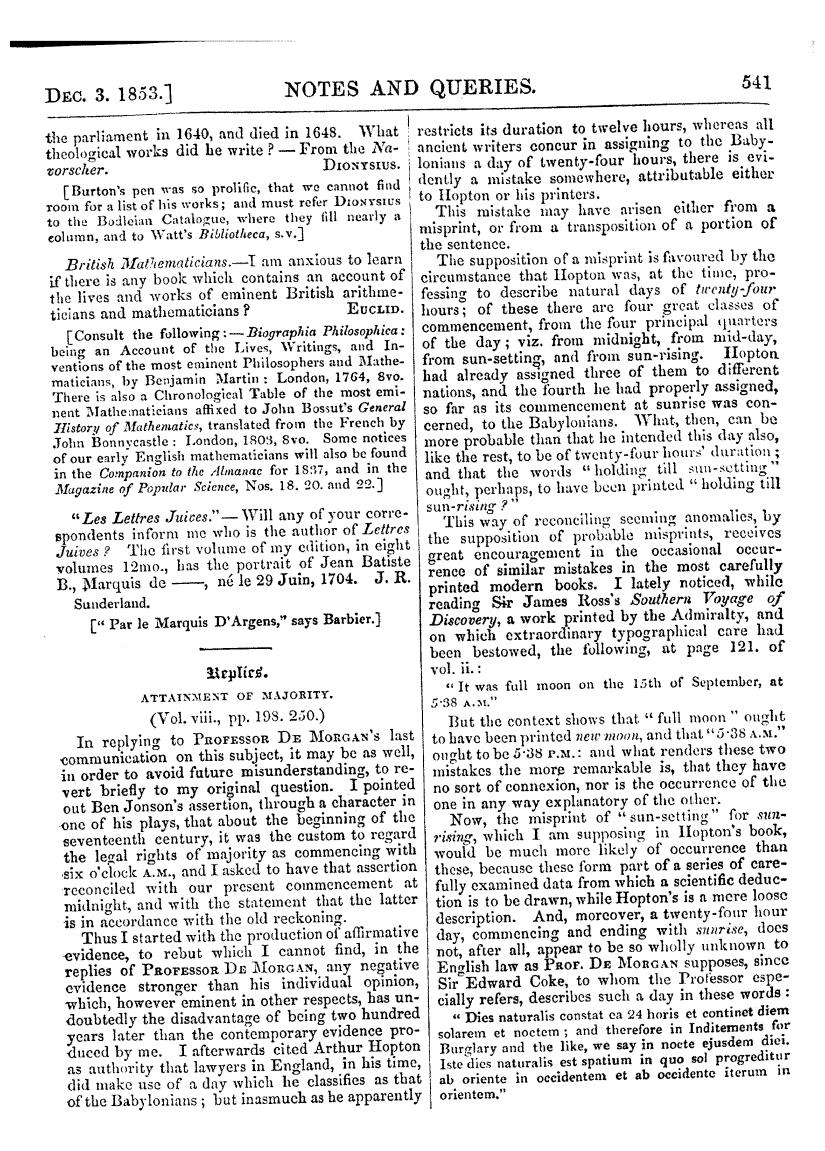 DEC. 3. 1853.] NOTES AND QUERIES. 541
the parliament in 1640, and died in 1648. What
theological works did he write? — From the Na-
vorscher. DIONYSIUS.
[Burton's pen was so prolific, that we cannot find
room for a list of his works; and must refer DIONYSIUS
to the Bodleian Catalogue, where they fill nearly a
column, and to Watt's Bibliotheca, s.v.]
British Mathematicians.—I am anxious to learn
if there is any book which contains an account of
the lives and works of eminent British arithme-
ticians and mathematicians? EUCLID.
[Consult the following:—Biographia Philosophica:
being an Account of the Lives, Writings, and In-
ventions of the most eminent Philosophers and Mathe-
maticians, by Benjamin Martin: London, 1764, 8vo.
There is also a Chronological Table of the most emi-
nent Mathematicians affixed to John Bossut's General
History of Mathematics, translated from the French by
John Bonnycastle: London, 1803, 8vo. Some notices
of our early English mathematicians will also be found
in the Companion to the Almanac for 1837, and in the
Magazine of Popular Science, Nos. 18. 20. and 22.]
"Les Lettres Juices."—Will any of your corre-
spondents inform me who is the author of Lettres
Juives? The first volume of my edition, in eight
volumes 12mo., has the portrait of Jean Batiste
B., Marquis de ——, né le 29 Juin, 1704. J. R.
Sunderland.
["Par le Marquis D'Argens," says Barbier.]
Replies.
ATTAINMENT OF MAJORITY.
(Vol. viii., pp. 198. 250.)
In replying to PROFESSOR DE MORGAN'S last
communication on this subject, it may be as well,
in order to avoid future misunderstanding, to re-
vert briefly to my original question. I pointed
out Ben Jonson's assertion, through a character in
one of his plays, that about the beginning of the
seventeenth century, it was the custom to regard
the legal rights of majority as commencing with
six o'clock A.M., and I asked to have that assertion
reconciled with our present commencement at
midnight, and with the statement that the latter
is in accordance with the old reckoning.
Thus I started with the production of affirmative
evidence, to rebut which I cannot find, in the
replies of PROFESSOR DE MORGAN, any negative
evidence stronger than his individual opinion,
which, however eminent in other respects, has un-
doubtedly the disadvantage of being two hundred
years later than the contemporary evidence pro-
duced by me. I afterwards cited Arthur Hopton
as authority that lawyers in England, in his time,
did make use of a day which he classifies as that
of the Babylonians; but inasmuch as he apparently
restricts its duration to twelve hours, whereas all
ancient writers concur in assigning to the Baby-
lonians a day of twenty-four hours, there is evi-
dently a mistake somewhere, attributable either
to Hopton or his printers.
This mistake may have arisen either from a
misprint, or from a transposition of a portion of
the sentence.
The supposition of a misprint is favoured by the
circumstance that Hopton was, at the time, pro-
fessing to describe natural days of twenty-four
hours; of these there are four great classes of
commencement, from the four principal quarters
of the day; viz. from midnight, from mid-day,
from sun-setting, and from sun-rising. Hopton
had already assigned three of them to different
nations, and the fourth he had properly assigned,
so far as its commencement at sunrise was con-
cerned, to the Babylonians. What, then, can be
more probable than that he intended this day also,
like the rest, to be of twenty-four hours' duration;
and that the words "holding till sun-setting"
ought, perhaps, to have been printed "holding till
sun-rising?"
This way of reconciling seeming anomalies, by
the supposition of probable misprints, receives
great encouragement in the occasional occur-
rence of similar mistakes in the most carefully
printed modern books. I lately noticed, while
reading Sir James Ross's Southern Voyage of
Discovery, a work printed by the Admiralty, and
on which extraordinary typographical care had
been bestowed, the following, at page 121. of
vol. ii.:
"It was full moon on the 15th of September, at
5·38 A.M."
But the context shows that "full moon" ought
to have been printed new moon, and that "5·38 A.M."
ought to be 5·38 P.M.: and what renders these two
mistakes the more remarkable is, that they have
no sort of connexion, nor is the occurrence of the
one in any way explanatory of the other.
Now, the misprint of "sun-setting" for sun-
rising, which I am supposing in Hopton's book,
would be much more likely of occurrence than
these, because these form part of a series of care-
fully examined data from which a scientific deduc-
tion is to be drawn, while Hopton's is a mere loose
description. And, moreover, a twenty-four hour
day, commencing and ending with sunrise, does
not, after all, appear to be so wholly unknown to
English law as PROF. DE MORGAN supposes, since
Sir Edward Coke, to whom the Professor espe-
cially refers, describes such a day in these words:
"Dies naturalis constat ea 24 horis et continet diem
solarem et noctem; and therefore in Inditements for
Burglary and the like, we say in nocte ejusdem diei.
Iste dies naturalis est spatium in quo sol progreditur
ab oriente in occidentem et ab occidente iterum in
orientem."